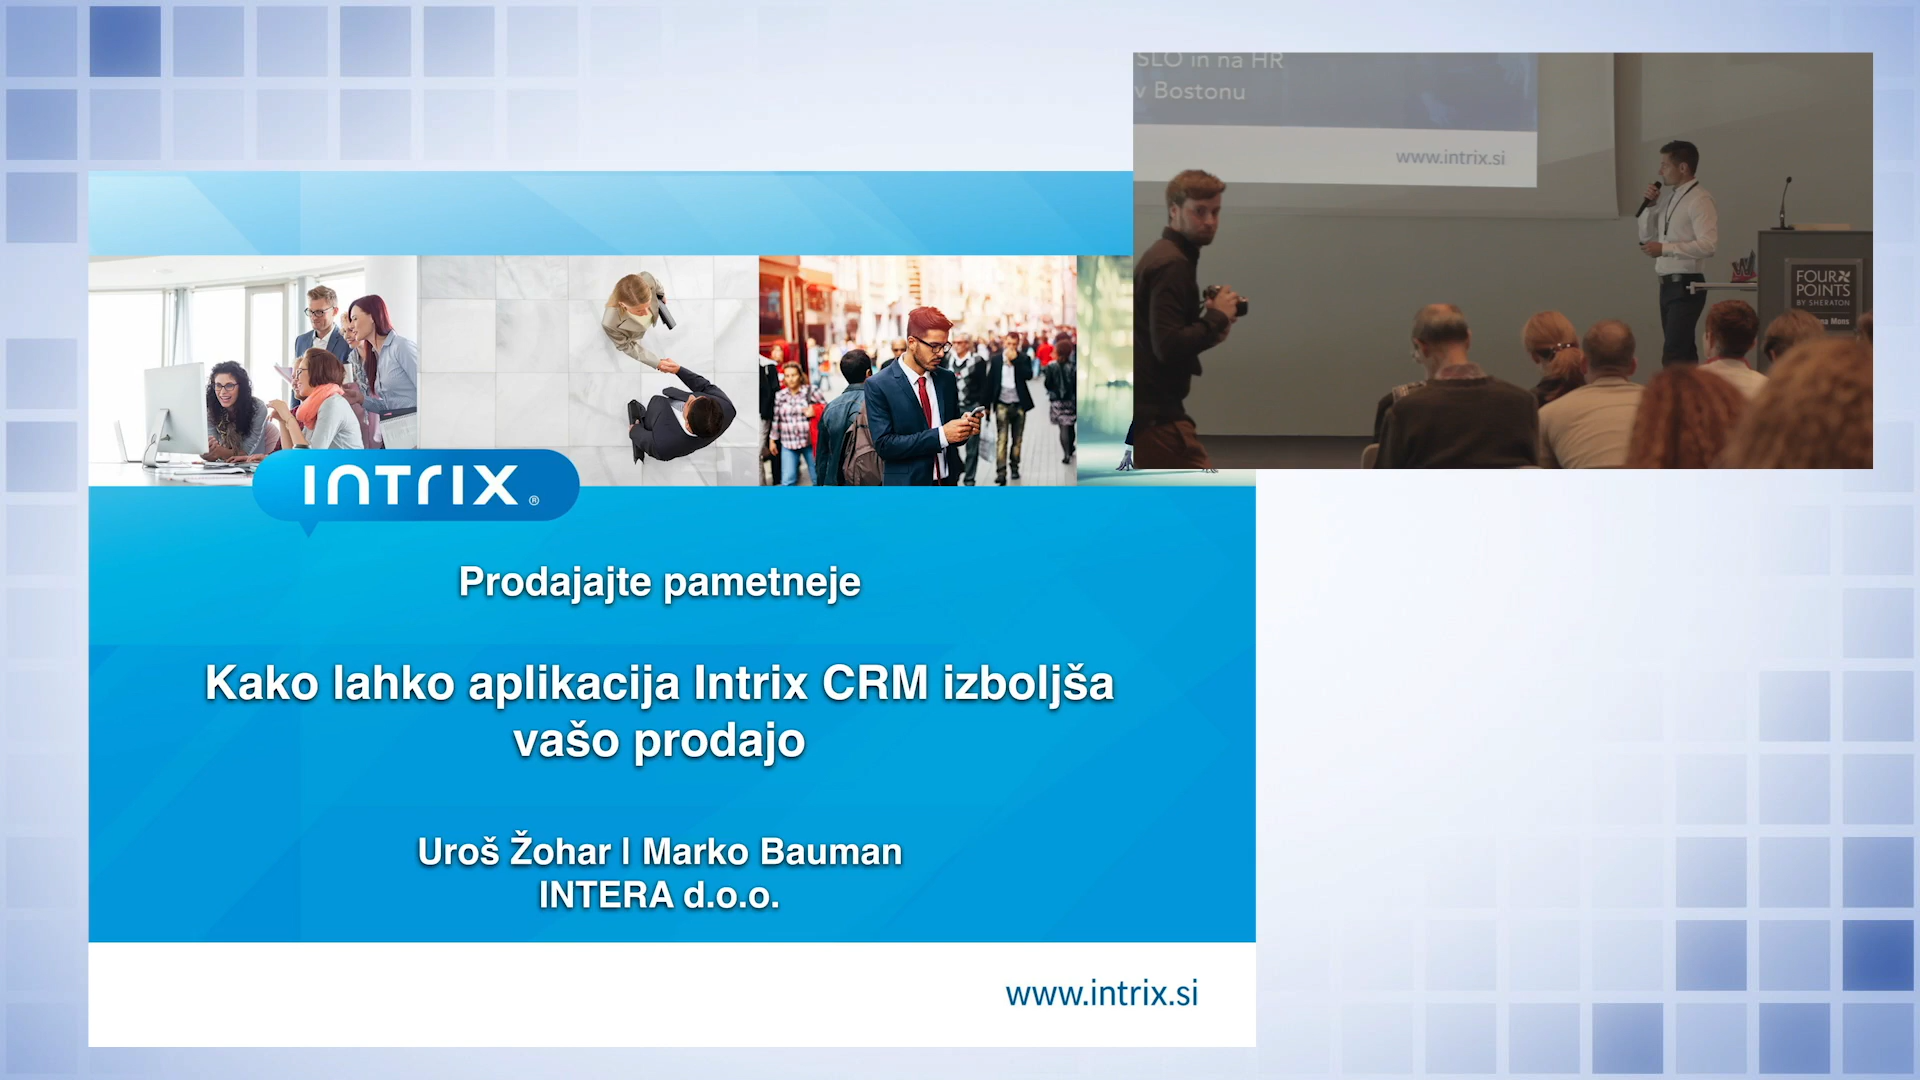 SLO in na HR
v Bostonu
www.intrix.si
FOUR
POINTS
BY SHERATON
Mons
INTRIX®
Prodajajte pametneje
Kako lahko aplikacija Intrix CRM izboljša
vašo prodajo
Uroš Žohar | Marko Bauman
INTERA d.o.o.
www.intrix.si